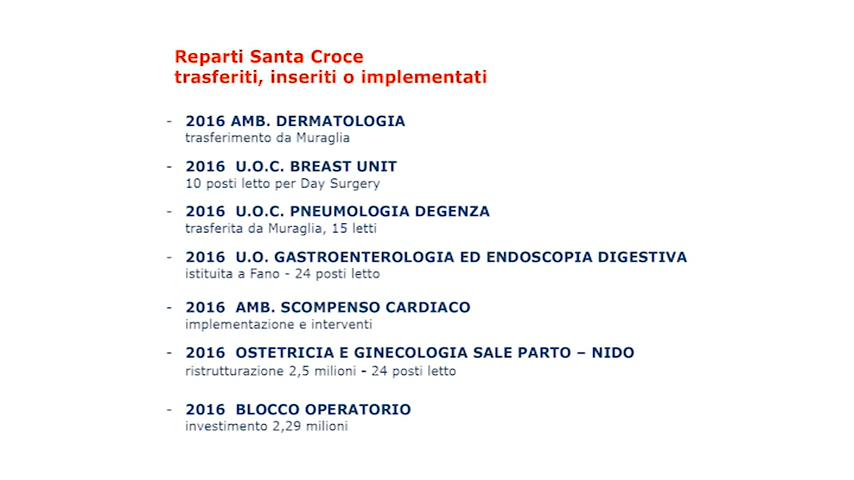 Reparti Santa Croce
trasferiti, inseriti o implementati
- 2016 AMB. DERMATOLOGIA
trasferimento da Muraglia
- 2016 U.O.C. BREAST UNIT
10 posti letto per Day Surgery
- 2016 U.O.C. PNEUMOLOGIA DEGENZA
trasferita da Muraglia, 15 letti
- 2016 U.O. GASTROENTEROLOGIA ED ENDOSCOPIA DIGESTIVA
istituita a Fano - 24 posti letto
- 2016 AMB. SCOMPENSO CARDIACO
implementazione e interventi
- 2016 OSTETRICIA E GINECOLOGIA SALE PARTO – NIDO
ristrutturazione 2,5 milioni - 24 posti letto
- 2016 BLOCCO OPERATORIO
investimento 2,29 milioni